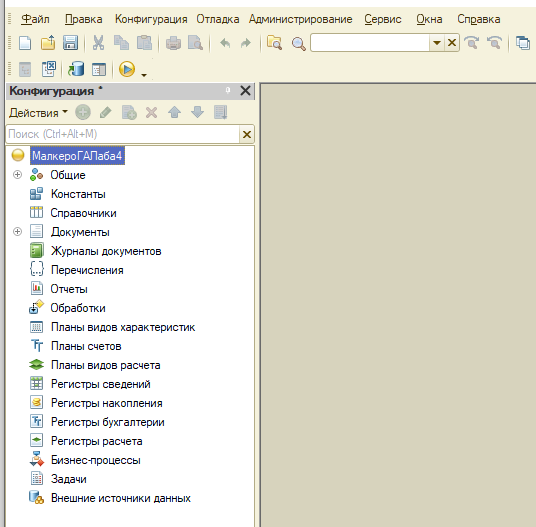 Файл Правка Конфигурация Отладка Администрирование Сервис Окна Справка
Конфигурация *
Действия
Поиск (Ctrl+Alt+M)
МалкероГАЛаба4
Общие
Константы
Справочники
Документы
Журналы документов
Перечисления
Отчеты
Обработки
Планы видов характеристик
Планы счетов
Планы видов расчета
Регистры сведений
Регистры накопления
Регистры бухгалтерии
Регистры расчета
Бизнес-процессы
Задачи
Внешние источники данных